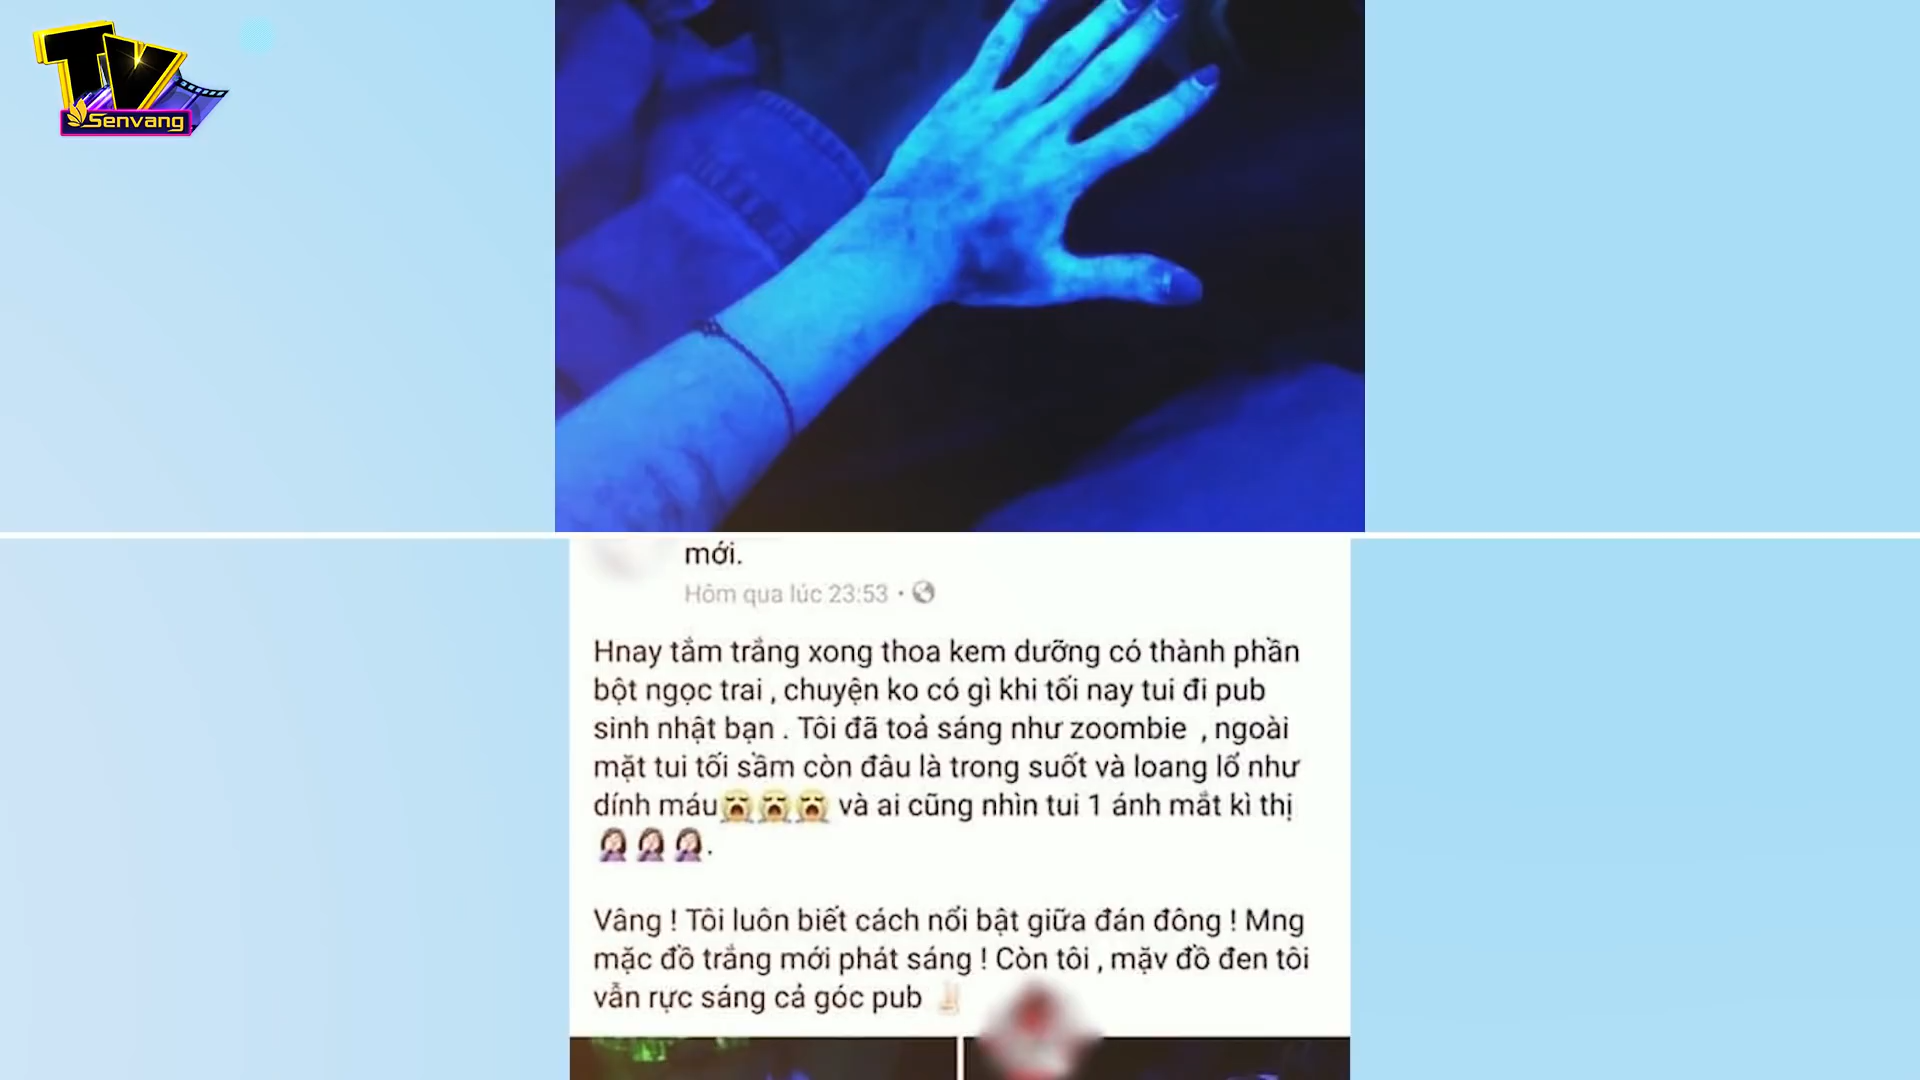 TV
Senvang
mới.
Hôm qua lúc 23:53 ·
Hnay tắm trắng xong thoa kem dưỡng có thành phần
bột ngọc trai , chuyện ko có gì khi tối nay tui đi pub
sinh nhật bạn . Tôi đã toả sáng như zoombie , ngoài
mặt tui tối sầm còn đâu là trong suốt và loang lổ như
dính máu😭😭😭 và ai cũng nhìn tui 1 ánh mắt kì thị
🤦🏻‍♀️🤦🏻‍♀️🤦🏻‍♀️.
Vâng ! Tôi luôn biết cách nổi bật giữa đán đông ! Mng
mặc đồ trắng mới phát sáng ! Còn tôi , mặv đồ đen tôi
vẫn rực sáng cả góc pub ✌🏻